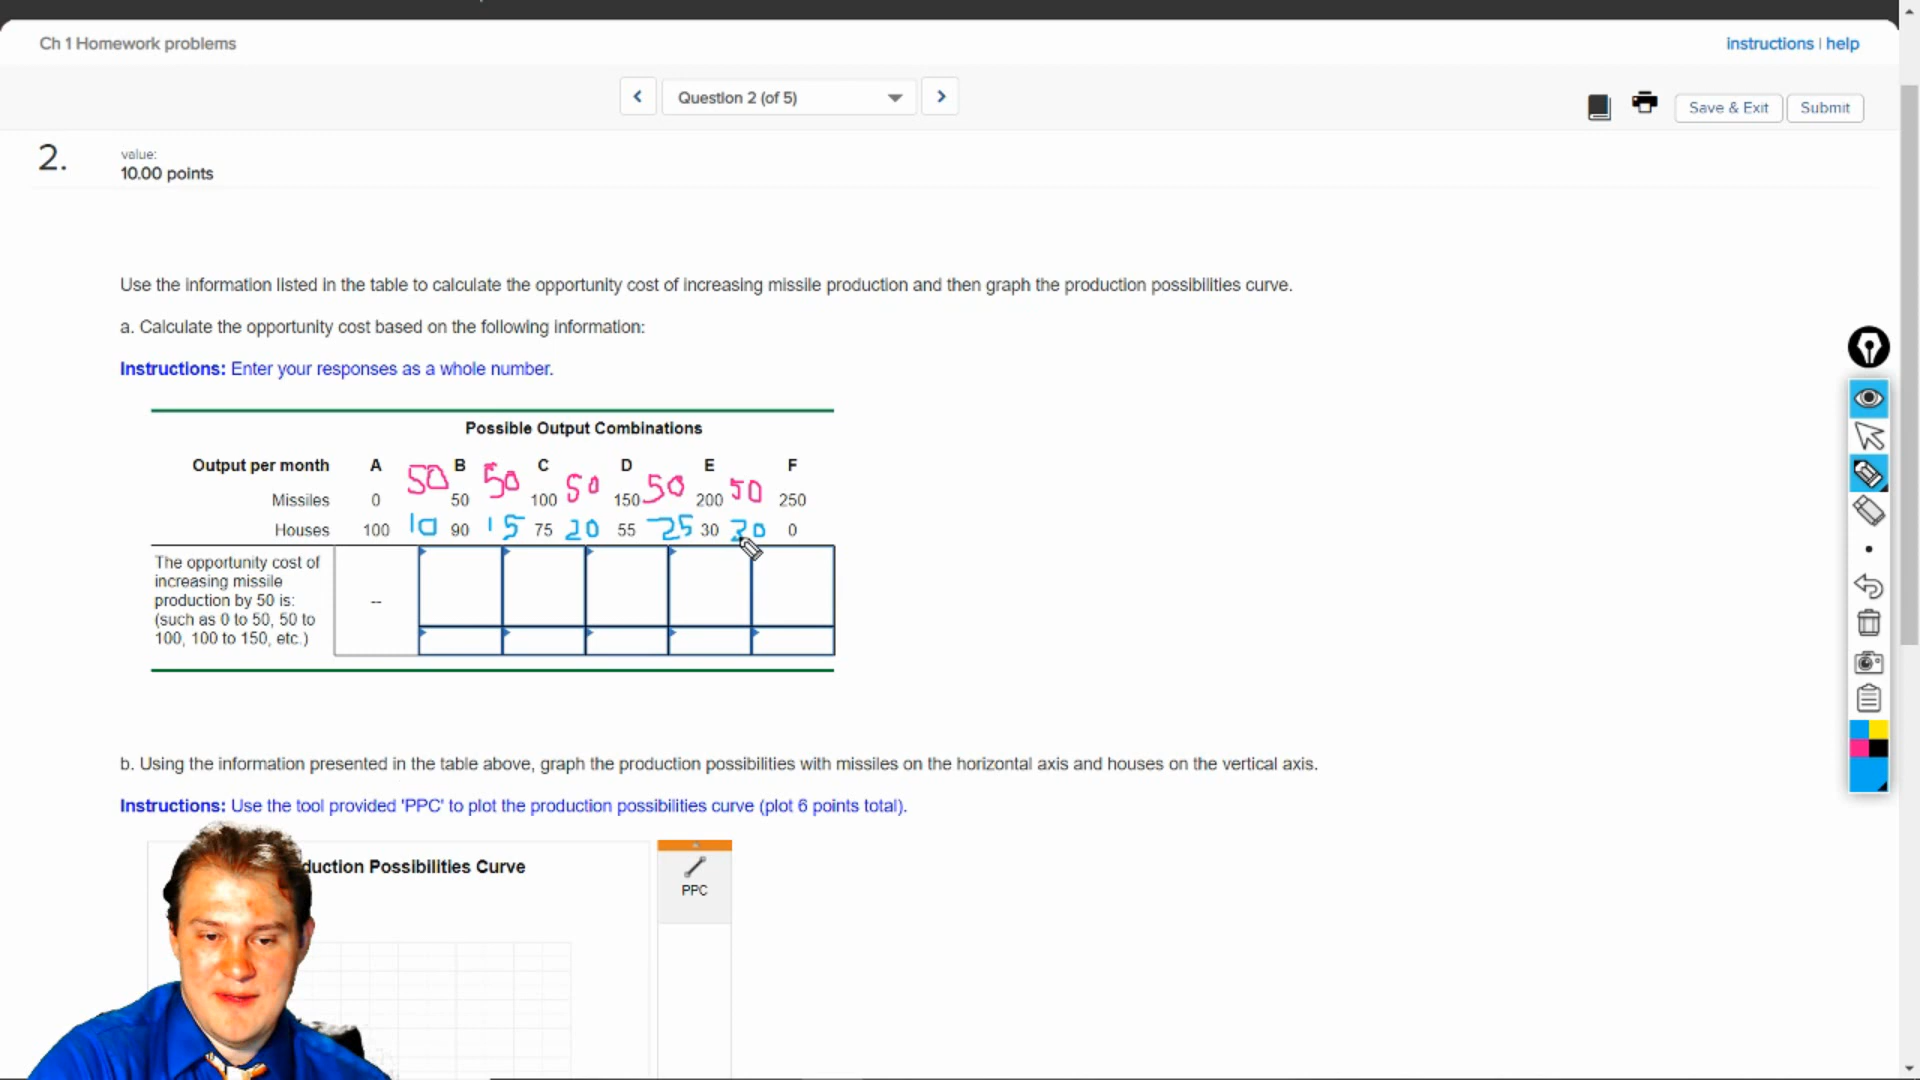 Ch 1 Homework problems
instructions | help
Question 2 (of 5)
Save & Exit
Submit
2.
value:
10.00 points
Use the information listed in the table to calculate the opportunity cost of increasing missile production and then graph the production possibilities curve.
a. Calculate the opportunity cost based on the following information:
Instructions: Enter your responses as a whole number.
Possible Output Combinations
Output per month A B C D E F
50 50 50 50 50
Missiles 0 50 100 150 200 250
Houses 100 10 90 15 75 20 55 25 30 30 0
The opportunity cost of
increasing missile
production by 50 is:
(such as 0 to 50, 50 to
100, 100 to 150, etc.)
--
b. Using the information presented in the table above, graph the production possibilities with missiles on the horizontal axis and houses on the vertical axis.
Instructions: Use the tool provided 'PPC' to plot the production possibilities curve (plot 6 points total).
duction Possibilities Curve
PPC